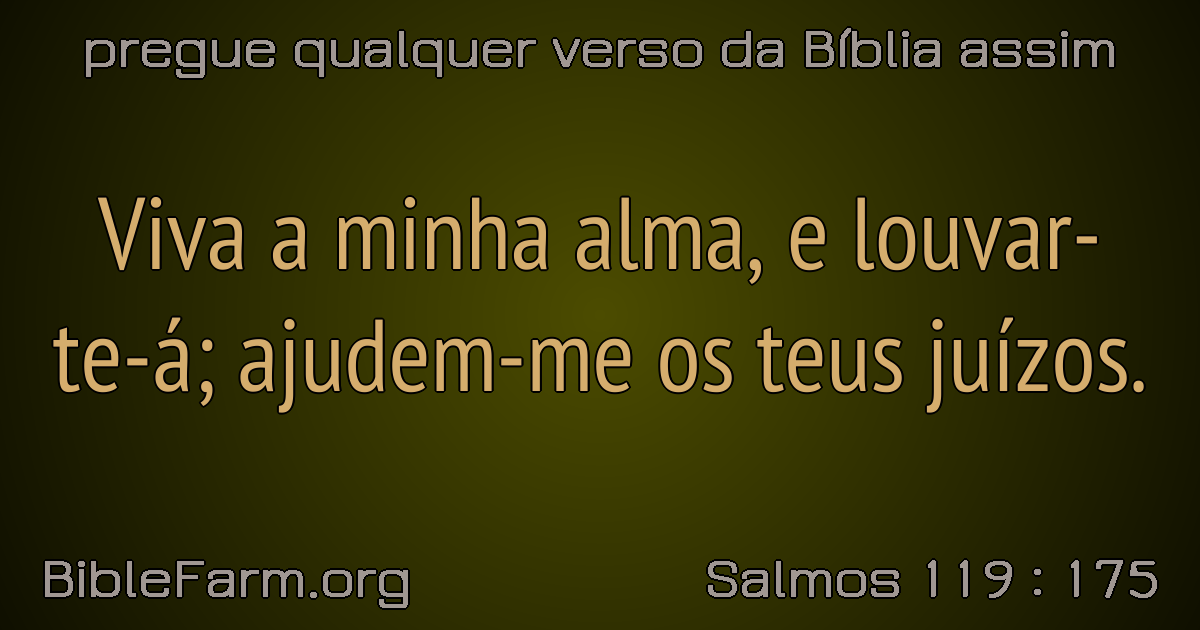 pregue qualquer verso da Bíblia assim
Viva a minha alma, e louvar-
te-á; ajudem-me os teus juízos.
BibleFarm.org
Salmos 119 : 175